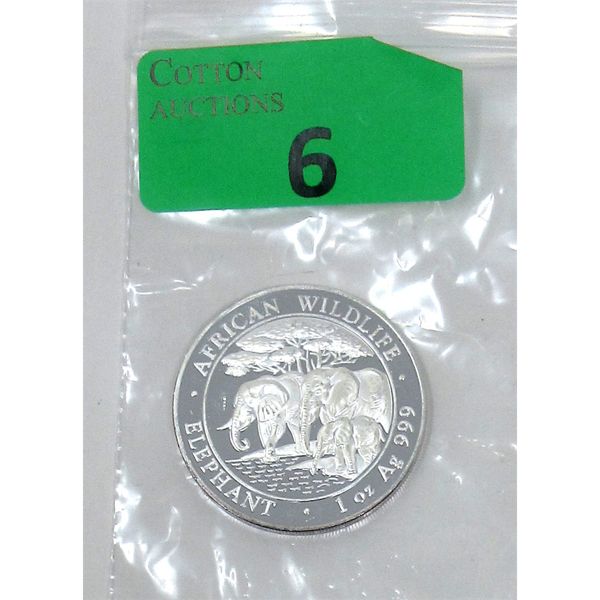 COTTON
AUCTIONS
6
· AFRICAN WILDLIFE ·
ELEPHANT · 1 oz Ag 999